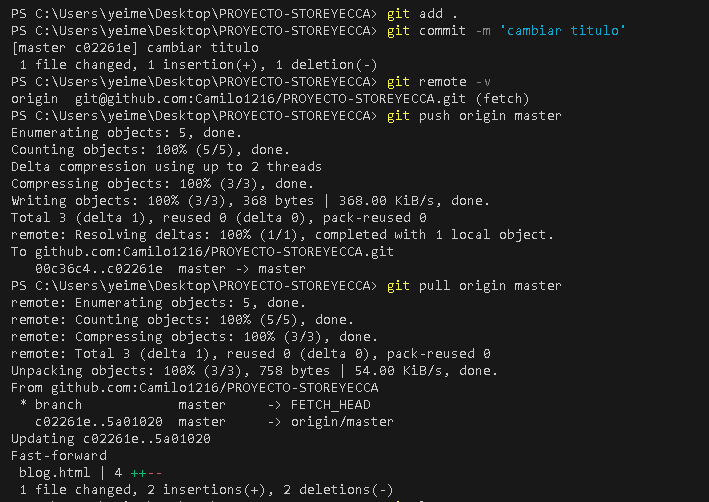 PS C:\Users\yeime\Desktop\PROYECTO-STOREYECCA> git add .
PS C:\Users\yeime\Desktop\PROYECTO-STOREYECCA> git commit -m 'cambiar titulo'
[master c02261e] cambiar titulo
 1 file changed, 1 insertion(+), 1 deletion(-)
PS C:\Users\yeime\Desktop\PROYECTO-STOREYECCA> git remote -v
origin  git@github.com:Camilo1216/PROYECTO-STOREYECCA.git (fetch)
PS C:\Users\yeime\Desktop\PROYECTO-STOREYECCA> git push origin master
Enumerating objects: 5, done.
Counting objects: 100% (5/5), done.
Delta compression using up to 2 threads
Compressing objects: 100% (3/3), done.
Writing objects: 100% (3/3), 368 bytes | 368.00 KiB/s, done.
Total 3 (delta 1), reused 0 (delta 0), pack-reused 0
remote: Resolving deltas: 100% (1/1), completed with 1 local object.
To github.com:Camilo1216/PROYECTO-STOREYECCA.git
   00c36c4..c02261e  master -> master
PS C:\Users\yeime\Desktop\PROYECTO-STOREYECCA> git pull origin master
remote: Enumerating objects: 5, done.
remote: Counting objects: 100% (5/5), done.
remote: Compressing objects: 100% (3/3), done.
remote: Total 3 (delta 1), reused 0 (delta 0), pack-reused 0
Unpacking objects: 100% (3/3), 758 bytes | 54.00 KiB/s, done.
From github.com:Camilo1216/PROYECTO-STOREYECCA
 * branch            master     -> FETCH_HEAD
   c02261e..5a01020  master     -> origin/master
Updating c02261e..5a01020
Fast-forward
 blog.html | 4 ++--
 1 file changed, 2 insertions(+), 2 deletions(-)